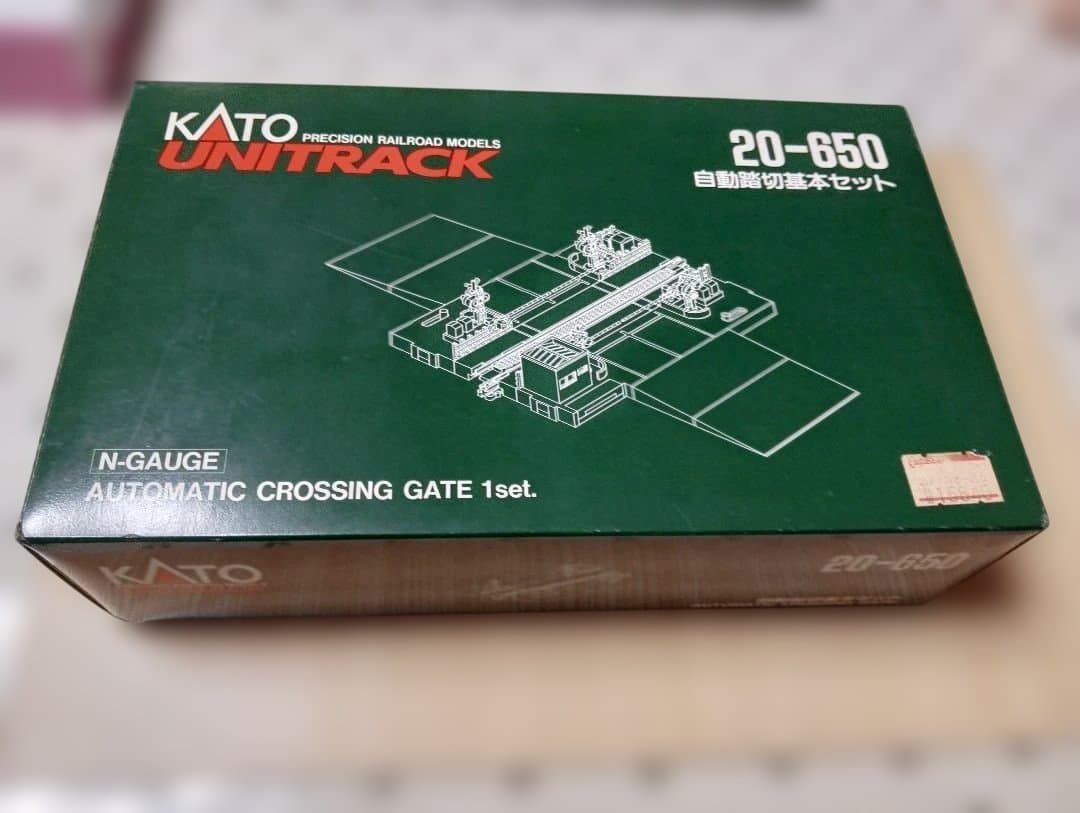 KATO PRECISION RAILROAD MODELS
UNITRACK
20-650
自動踏切基本セット
N-GAUGE
AUTOMATIC CROSSING GATE 1set.
KATO
20-650